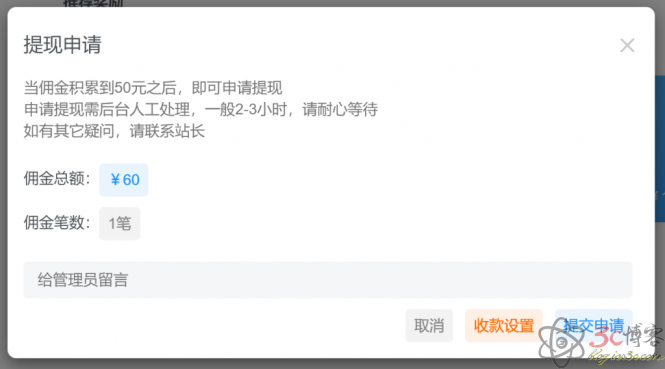 提现申请
当佣金积累到50元之后，即可申请提现
申请提现需后台人工处理，一般2-3小时，请耐心等待
如有其它疑问，请联系站长
佣金总额：
￥60
佣金笔数：
1笔
给管理员留言
取消
收款设置
提交申请
3c博客